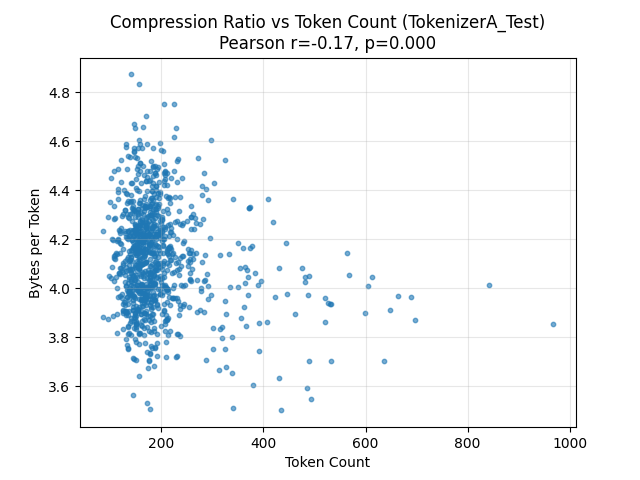 Compression Ratio vs Token Count (TokenizerA_Test)
Pearson r=-0.17, p=0.000
4.8
4.6
4.4
4.2
4.0
3.8
3.6
Bytes per Token
200 400 600 800 1000
Token Count